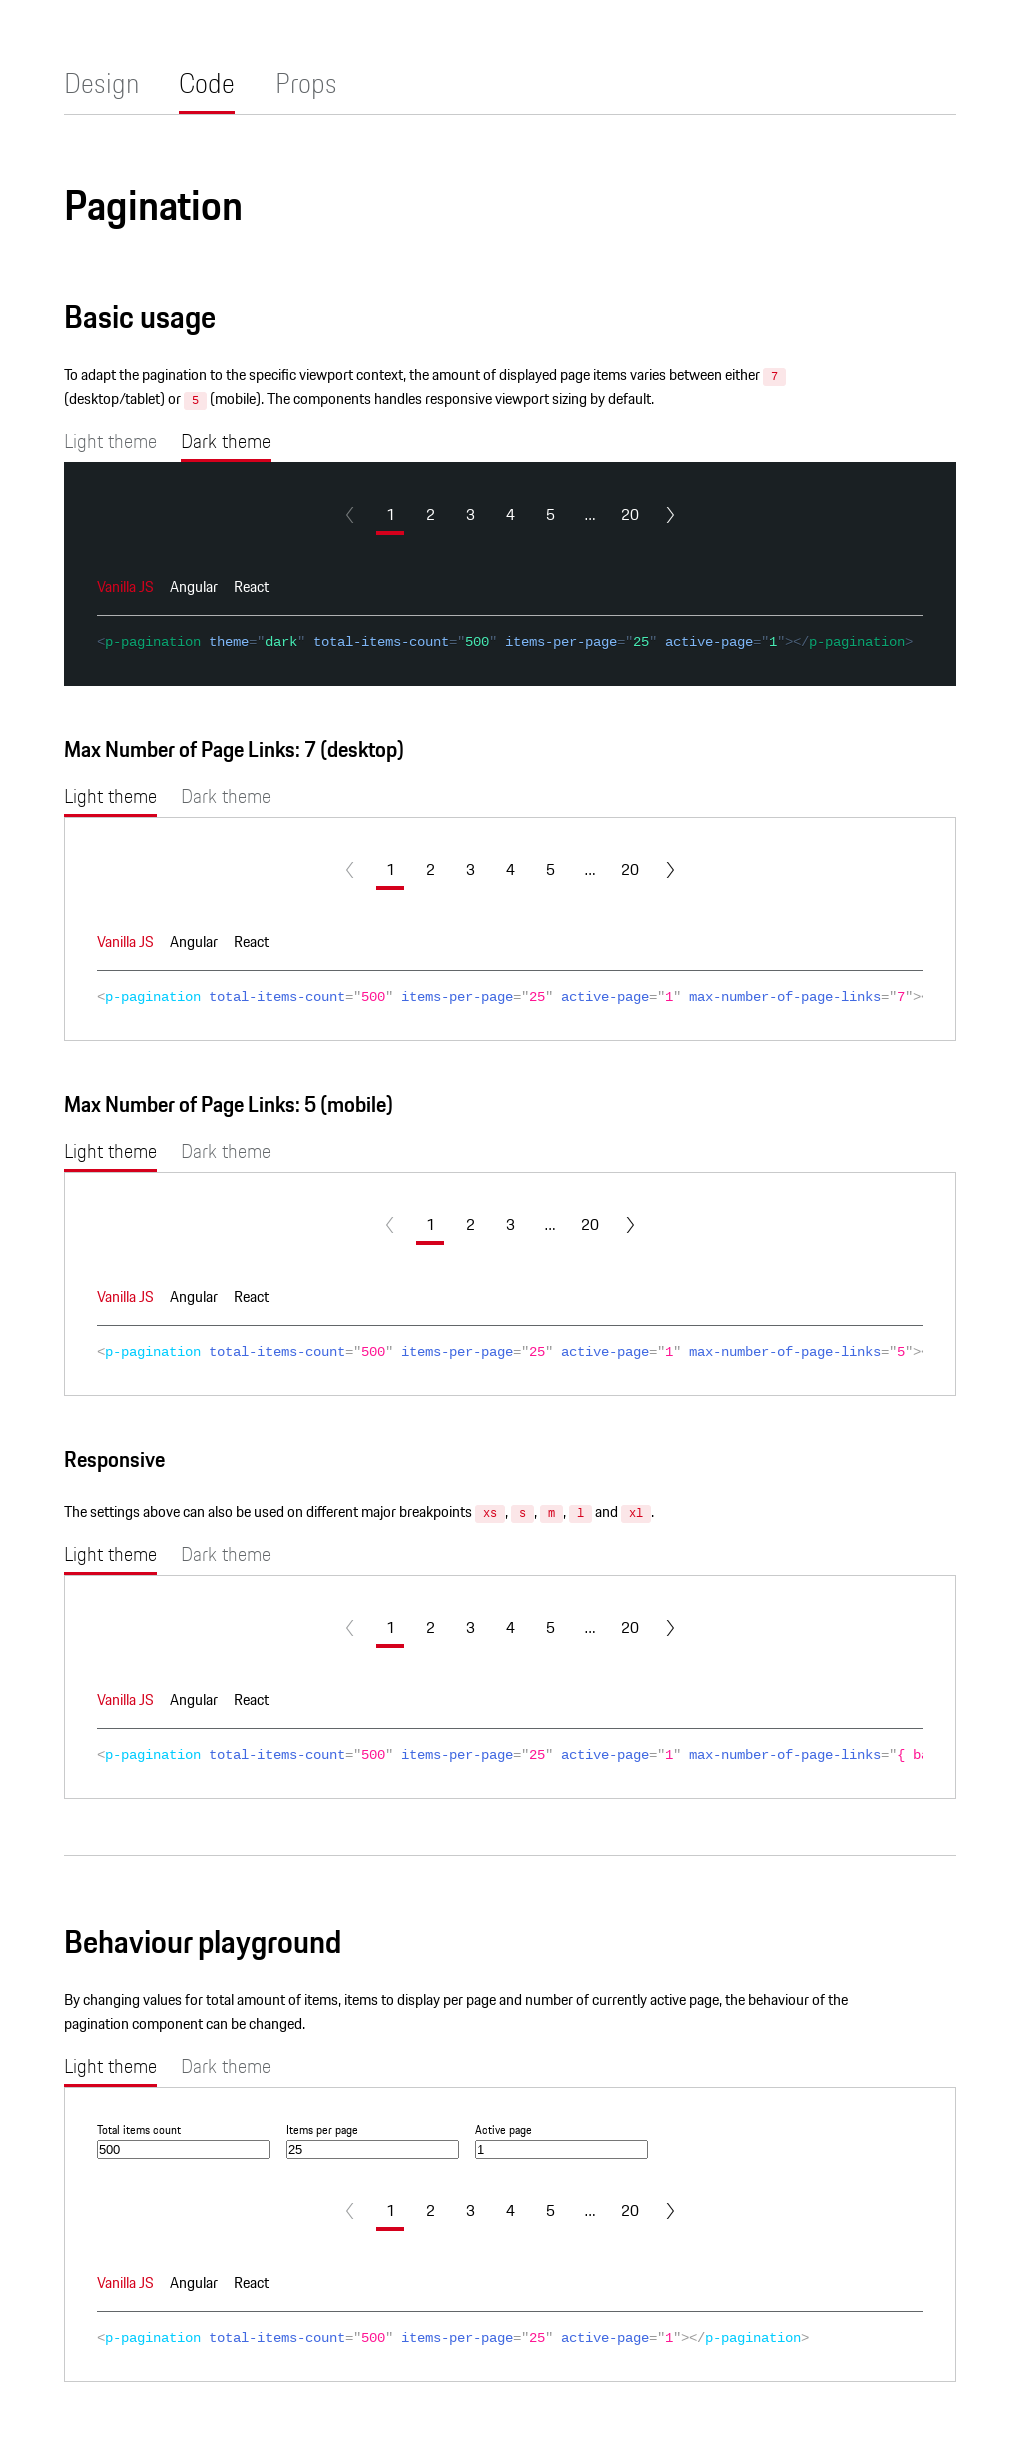 Design Code Props
Pagination
Basic usage
To adapt the pagination to the specific viewport context, the amount of displayed page items varies between either 7
(desktop/tablet) or 5 (mobile). The components handles responsive viewport sizing by default.
Light theme Dark theme
1 2 3 4 5 ... 20
Vanilla JS Angular React
<p-pagination theme="dark" total-items-count="500" items-per-page="25" active-page="1"></p-pagination>
Max Number of Page Links: 7 (desktop)
Light theme Dark theme
1 2 3 4 5 ... 20
Vanilla JS Angular React
<p-pagination total-items-count="500" items-per-page="25" active-page="1" max-number-of-page-links="7"><
Max Number of Page Links: 5 (mobile)
Light theme Dark theme
1 2 3 ... 20
Vanilla JS Angular React
<p-pagination total-items-count="500" items-per-page="25" active-page="1" max-number-of-page-links="5"><
Responsive
The settings above can also be used on different major breakpoints xs, s, m, l and xl.
Light theme Dark theme
1 2 3 4 5 ... 20
Vanilla JS Angular React
<p-pagination total-items-count="500" items-per-page="25" active-page="1" max-number-of-page-links="{ ba
Behaviour playground
By changing values for total amount of items, items to display per page and number of currently active page, the behaviour of the
pagination component can be changed.
Light theme Dark theme
Total items count Items per page Active page
500 25 1
1 2 3 4 5 ... 20
Vanilla JS Angular React
<p-pagination total-items-count="500" items-per-page="25" active-page="1"></p-pagination>